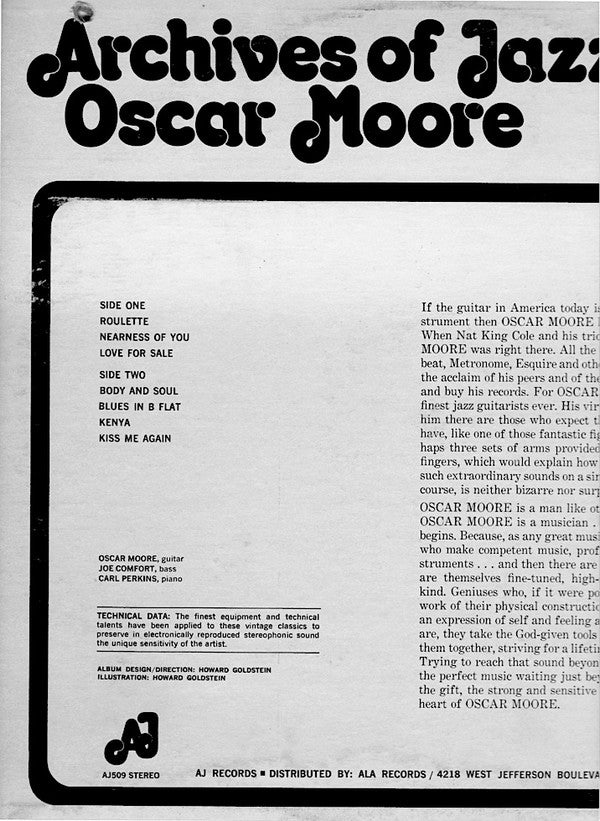 Archives of Jazz
Oscar Moore
SIDE ONE
ROULETTE
NEARNESS OF YOU
LOVE FOR SALE
SIDE TWO
BODY AND SOUL
BLUES IN B FLAT
KENYA
KISS ME AGAIN
OSCAR MOORE, guitar
JOE COMFORT, bass
CARL PERKINS, piano
TECHNICAL DATA: The finest equipment and technical
talents have been applied to these vintage classics to
preserve in electronically reproduced stereophonic sound
the unique sensitivity of the artist.
ALBUM DESIGN/DIRECTION: HOWARD GOLDSTEIN
ILLUSTRATION: HOWARD GOLDSTEIN
AJ
AJ509 STEREO
If the guitar in America today
strument then OSCAR MOORE
When Nat King Cole and his
MOORE was right there. All the
beat, Metronome, Esquire and
the acclaim of his peers and of
and buy his records. For OSCAR
finest jazz guitarists ever. His
him there are those who expect
have, like one of those fantastic
haps three sets of arms provided
fingers, which would explain how
such extraordinary sounds on a
course, is neither bizarre nor
OSCAR MOORE is a man like
OSCAR MOORE is a musician .
begins. Because, as any great
who make competent music,
struments . . . and then there are
are themselves fine-tuned, high-
kind. Geniuses who, if it were
work of their physical
an expression of self and feeling
are, they take the God-given tools
them together, striving for a
Trying to reach that sound
the perfect music waiting just
the gift, the strong and sensitive
heart of OSCAR MOORE.
AJ RECORDS ■ DISTRIBUTED BY: ALA RECORDS / 4218 WEST JEFFERSON BOULEVA